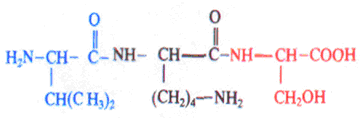 O O
H₂N–CH– C –NH– CH – C–NH–CH–COOH
CH(CH₃)₂ (CH₂)₄–NH₂ CH₂OH